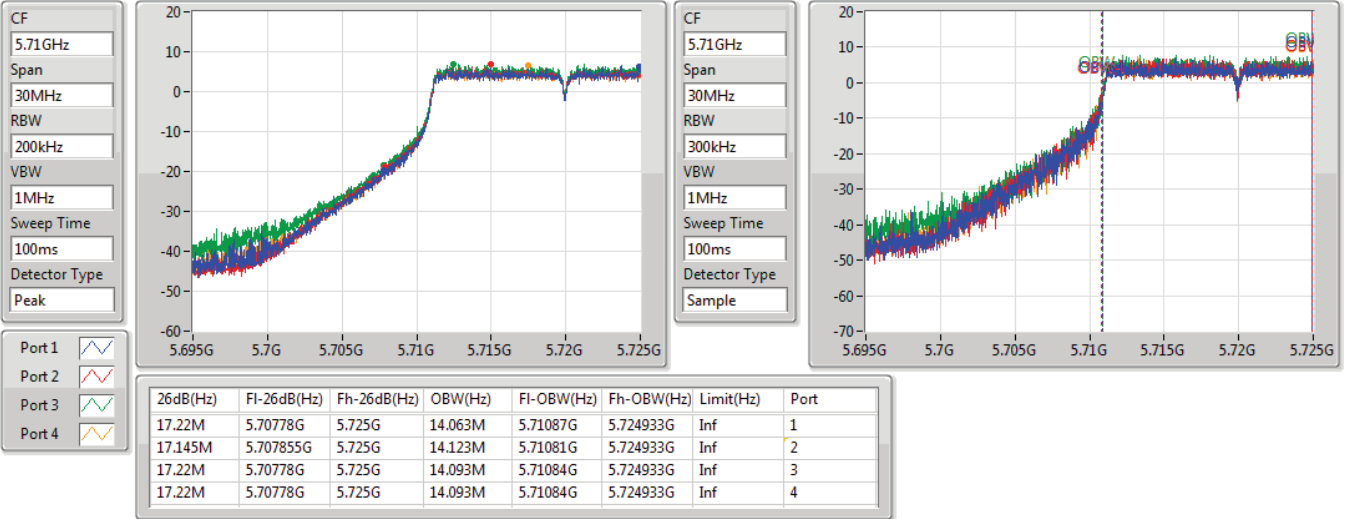 CF
5.71GHz
Span
30MHz
RBW
200kHz
VBW
1MHz
Sweep Time
100ms
Detector Type
Peak
20
10
0
-10
-20
-30
-40
-50
-60
5.695G 5.7G 5.705G 5.71G 5.715G 5.72G 5.725G
CF
5.71GHz
Span
30MHz
RBW
300kHz
VBW
1MHz
Sweep Time
100ms
Detector Type
Sample
20
10
0
-10
-20
-30
-40
-50
-60
-70
OBW
OBW
5.695G 5.7G 5.705G 5.71G 5.715G 5.72G 5.725G
Port 1
Port 2
Port 3
Port 4
26dB(Hz) Fl-26dB(Hz) Fh-26dB(Hz) OBW(Hz) Fl-OBW(Hz) Fh-OBW(Hz) Limit(Hz) Port
17.22M 5.70778G 5.725G 14.063M 5.71087G 5.724933G Inf 1
17.145M 5.707855G 5.725G 14.123M 5.71081G 5.724933G Inf 2
17.22M 5.70778G 5.725G 14.093M 5.71084G 5.724933G Inf 3
17.22M 5.70778G 5.725G 14.093M 5.71084G 5.724933G Inf 4